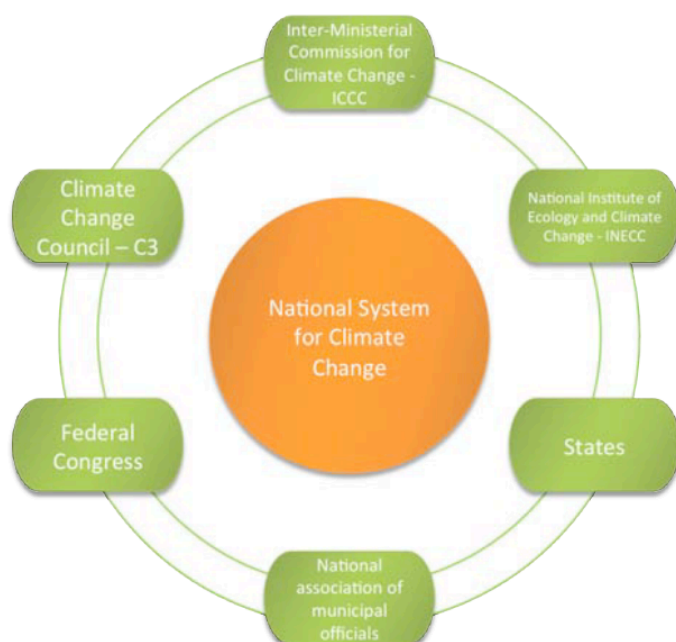 Inter-Ministerial
Commission for
Climate Change -
ICCC
National Institute of
Ecology and Climate
Change - INECC
States
National
association of
municipal
officials
Federal
Congress
Climate
Change
Council – C3
National System
for Climate
Change